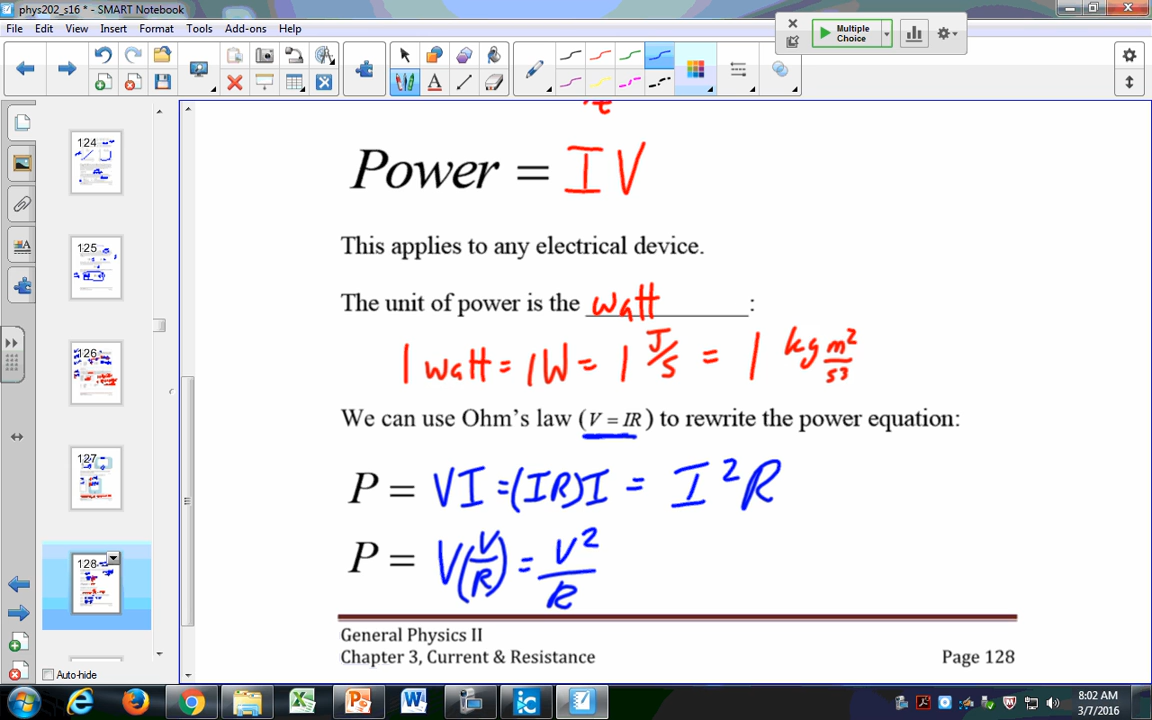 phys202_s16 * - SMART Notebook
File Edit View Insert Format Tools Add-ons Help
Multiple Choice
124
125
126
127
128
Auto-hide
Power = IV
This applies to any electrical device.
The unit of power is the watt :
1 watt = 1W = 1 J/s = 1 kg m²/s³
We can use Ohm's law (V = IR) to rewrite the power equation:
P = VI = (IR)I = I²R
P = V(V/R) = V²/R
General Physics II
Chapter 3, Current & Resistance Page 128
8:02 AM
3/7/2016